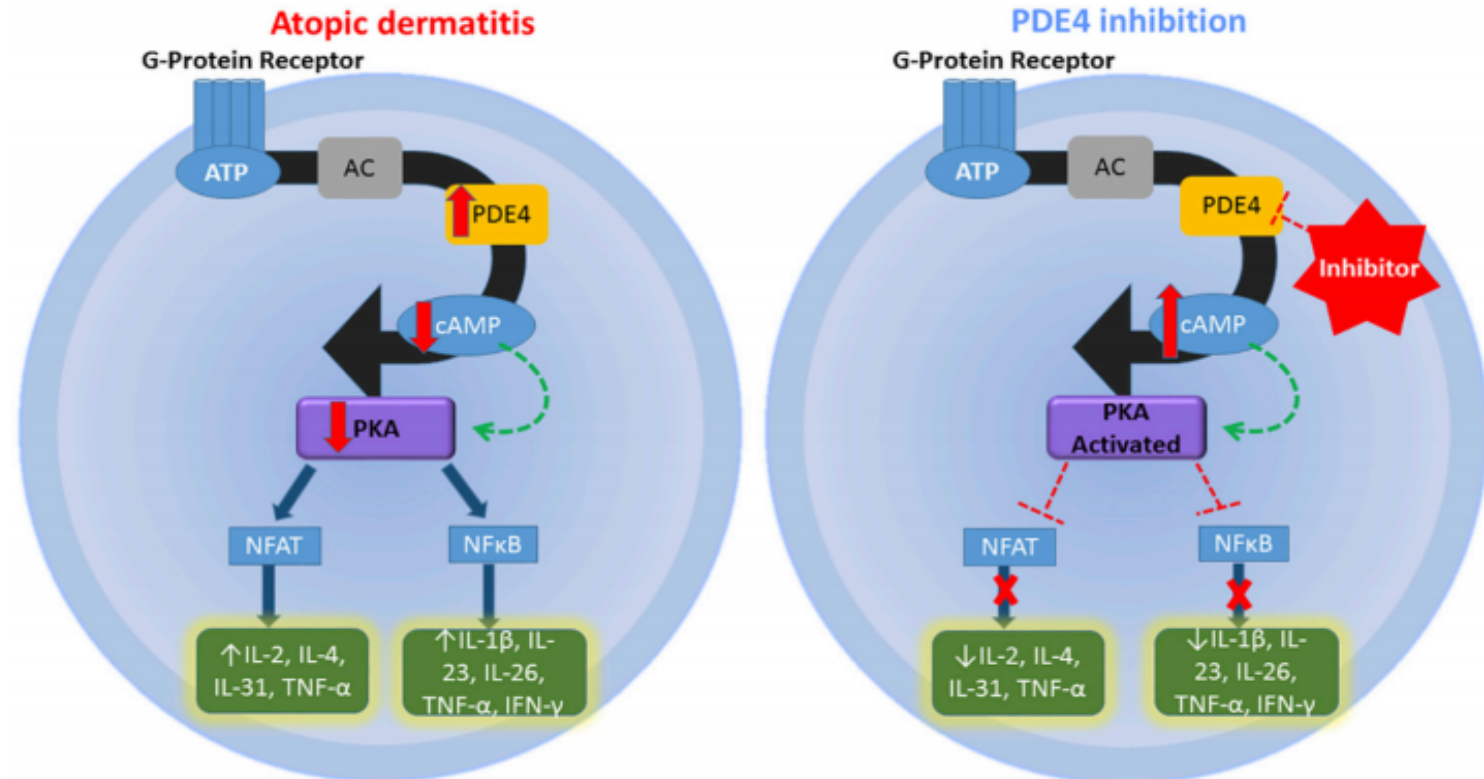 Atopic dermatitis
G-Protein Receptor
ATP
AC
PDE4
cAMP
PKA
NFAT
NFκB
↑IL-2, IL-4,
IL-31, TNF-α
↑IL-1β, IL-
23, IL-26,
TNF-α, IFN-γ
PDE4 inhibition
G-Protein Receptor
ATP
AC
PDE4
Inhibitor
cAMP
PKA
Activated
NFAT
NFκB
↓IL-2, IL-4,
IL-31, TNF-α
↓IL-1β, IL-
23, IL-26,
TNF-α, IFN-γ